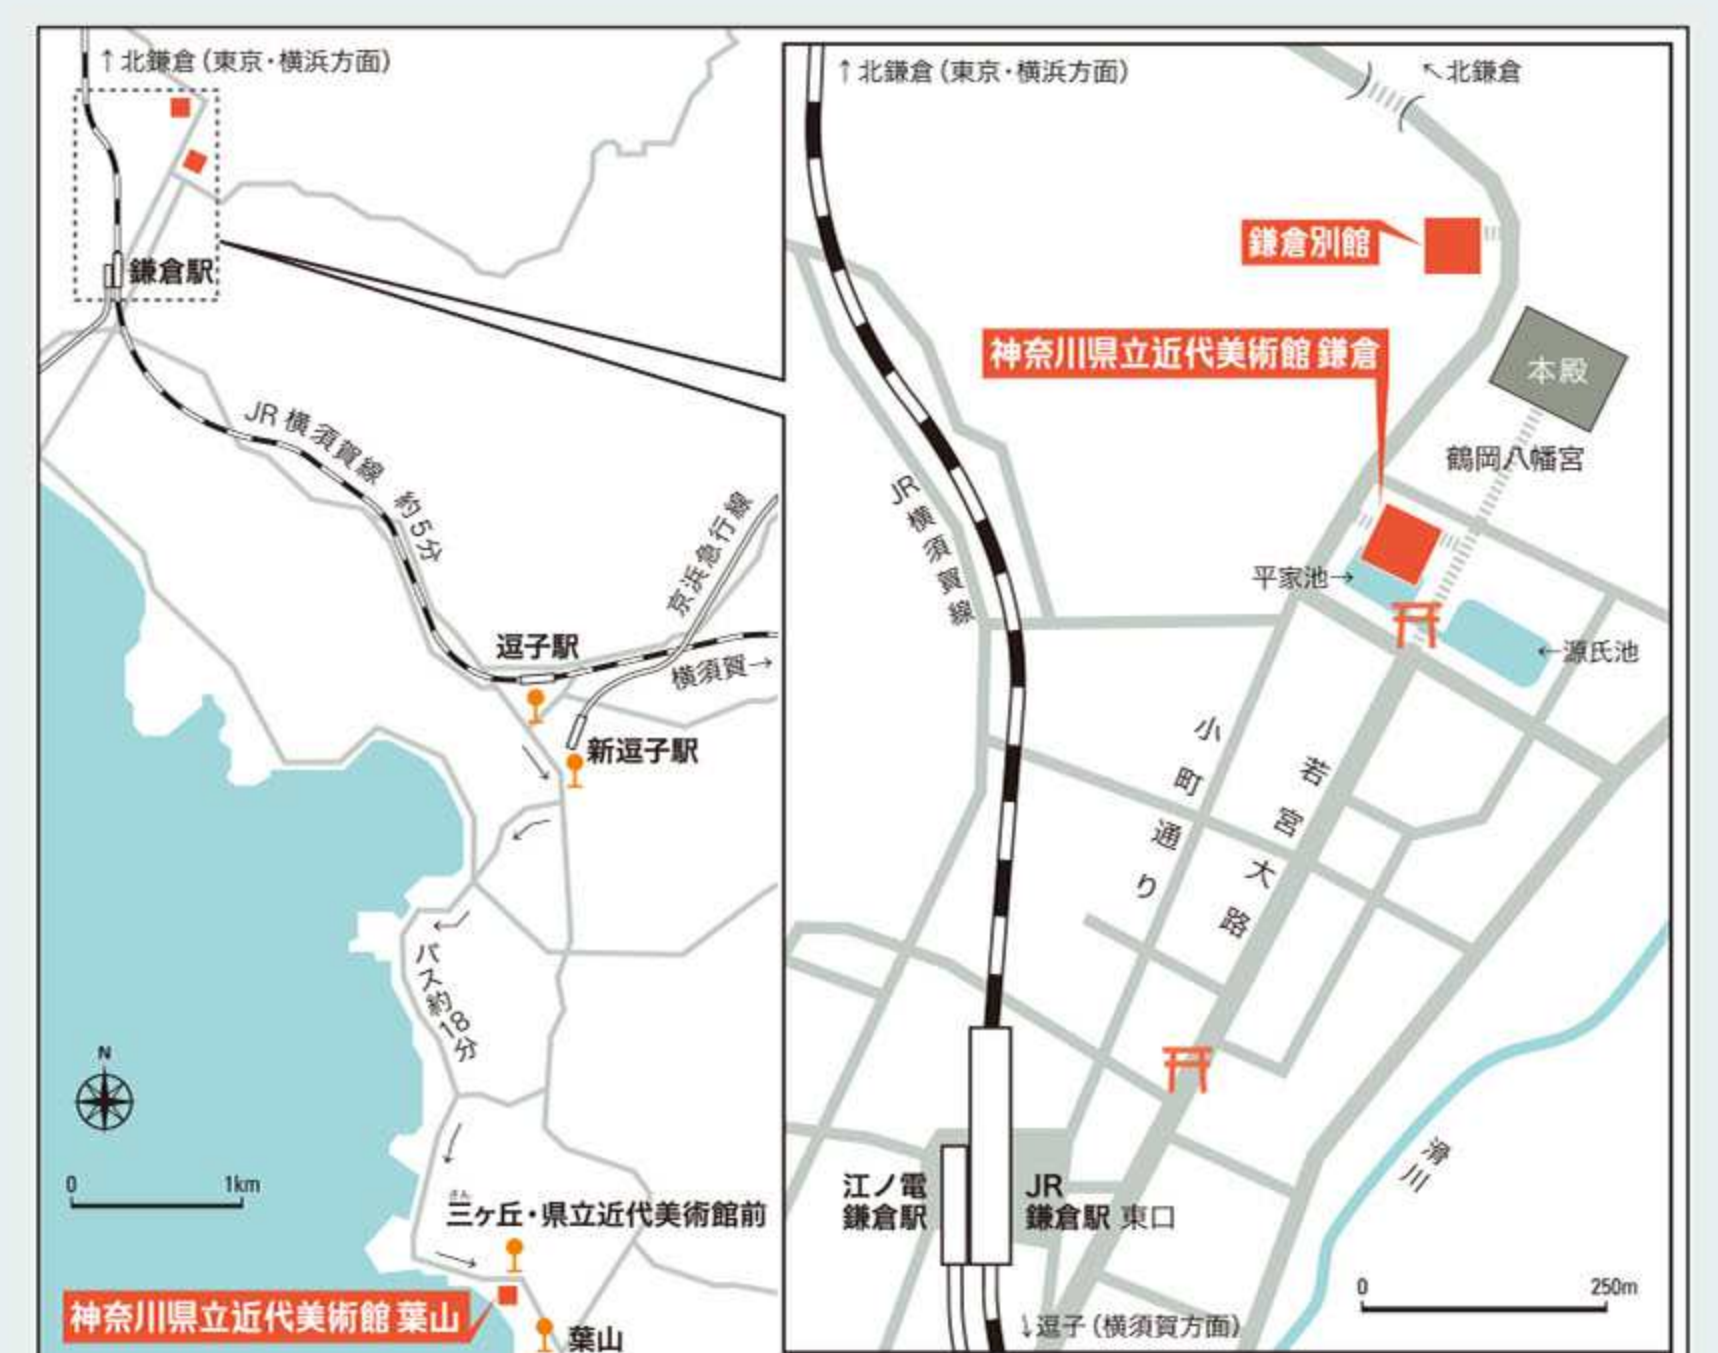 ↑北鎌倉(東京・横浜方面)
鎌倉駅
JR 横須賀線 約5分
京浜急行線
逗子駅
横須賀→
新逗子駅
バス約18分
N
0 1km
さん
三ヶ丘・県立近代美術館前
神奈川県立近代美術館 葉山
葉山
↑北鎌倉(東京・横浜方面)
↖北鎌倉
鎌倉別館
神奈川県立近代美術館 鎌倉
本殿
鶴岡八幡宮
JR横須賀線
平家池→
←源氏池
小町通り
若宮大路
滑川
江ノ電
鎌倉駅
JR
鎌倉駅 東口
0 250m
↓逗子(横須賀方面)